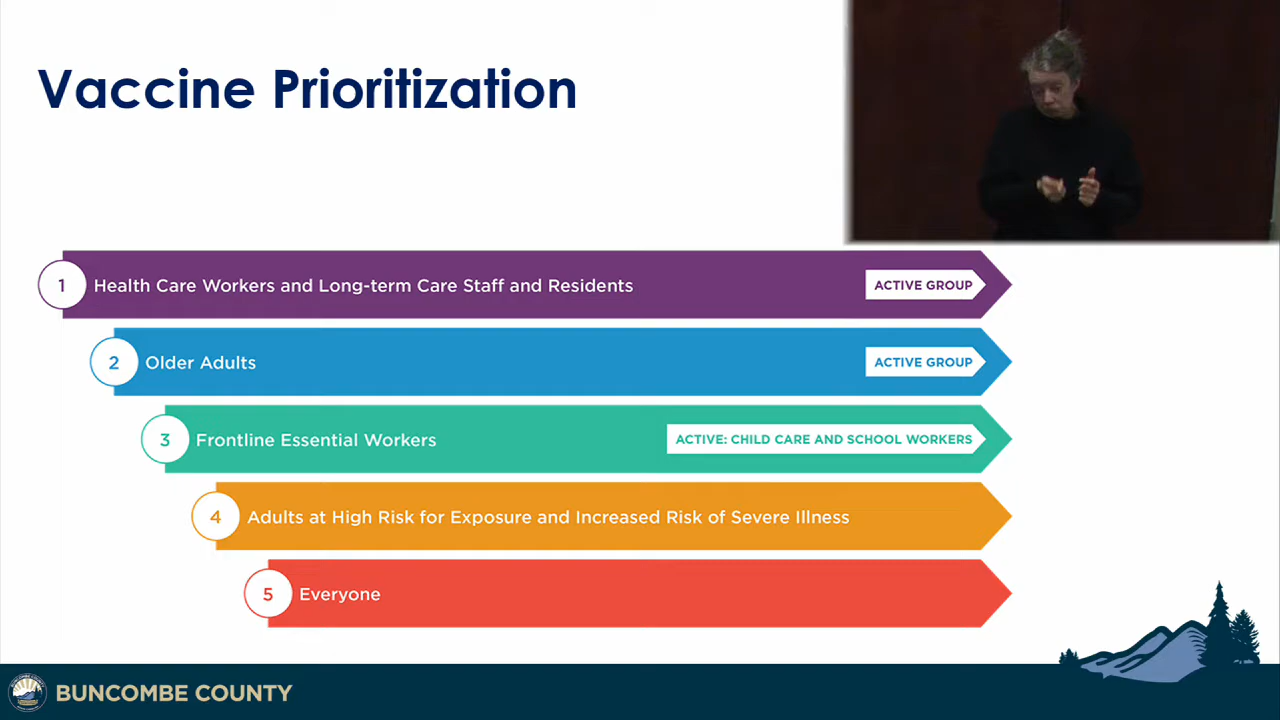 Vaccine Prioritization
1 Health Care Workers and Long-term Care Staff and Residents ACTIVE GROUP
2 Older Adults ACTIVE GROUP
3 Frontline Essential Workers ACTIVE: CHILD CARE AND SCHOOL WORKERS
4 Adults at High Risk for Exposure and Increased Risk of Severe Illness
5 Everyone
BUNCOMBE COUNTY